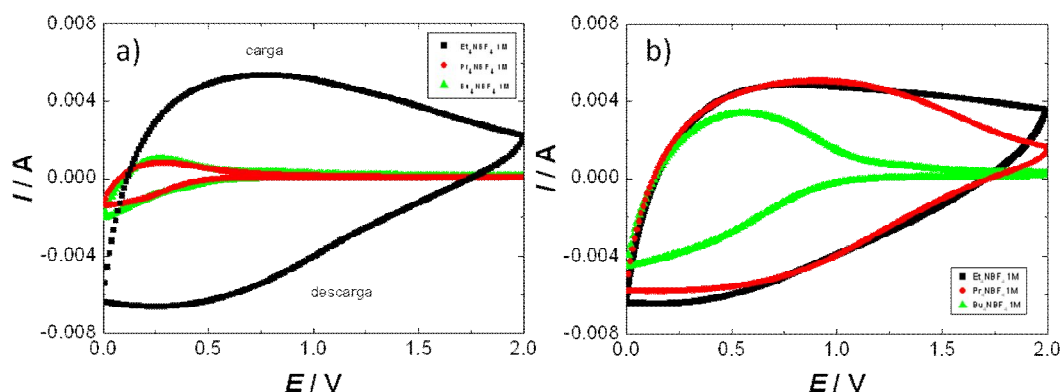 a)
carga
descarga
Et₄NBF₄ 1M
Pr₄NBF₄ 1M
Bu₄NBF₄ 1M
0.008
0.004
0.000
-0.004
-0.008
I / A
0.0 0.5 1.0 1.5 2.0
E / V
b)
Et₄NBF₄ 1M
Pr₄NBF₄ 1M
Bu₄NBF₄ 1M
0.008
0.004
0.000
-0.004
-0.008
I / A
0.0 0.5 1.0 1.5 2.0
E / V